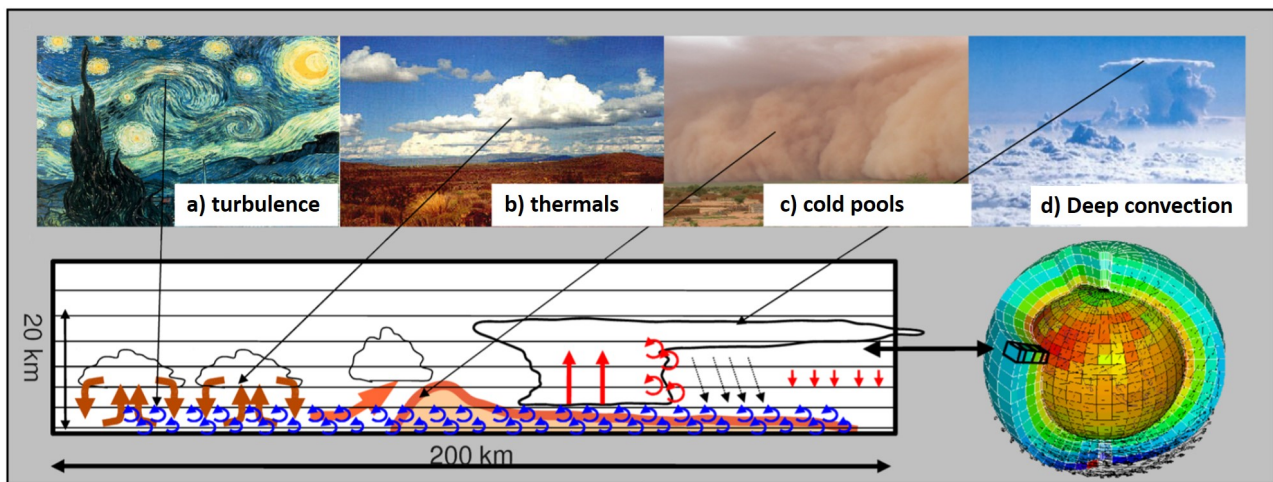 a) turbulence
b) thermals
c) cold pools
d) Deep convection
20 km
200 km